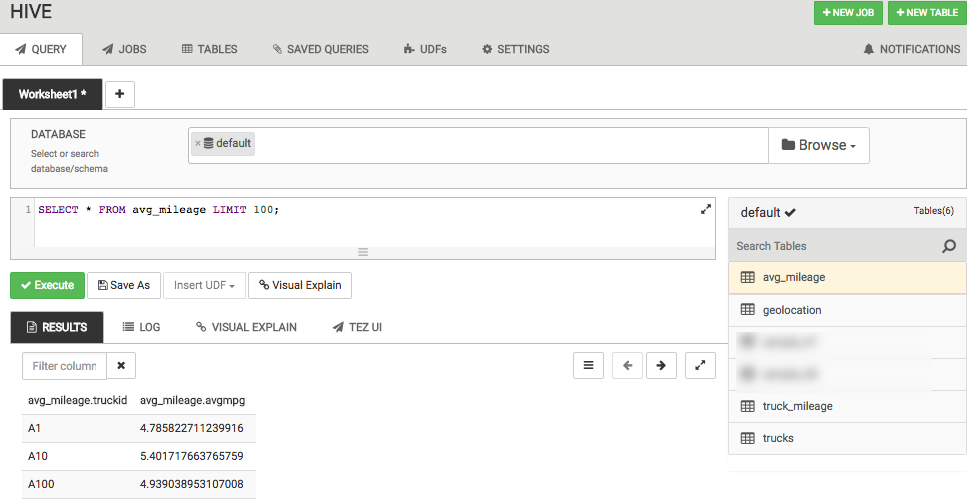 HIVE
+ NEW JOB
+ NEW TABLE
QUERY
JOBS
TABLES
SAVED QUERIES
UDFs
SETTINGS
NOTIFICATIONS
Worksheet1 *
+
DATABASE
Select or search
database/schema
× default
Browse
1 SELECT * FROM avg_mileage LIMIT 100;
default
Tables(6)
Search Tables
avg_mileage
geolocation
truck_mileage
trucks
Execute
Save As
Insert UDF
Visual Explain
RESULTS
LOG
VISUAL EXPLAIN
TEZ UI
Filter column
avg_mileage.truckid avg_mileage.avgmpg
A1 4.785822711239916
A10 5.401717663765759
A100 4.939038953107008